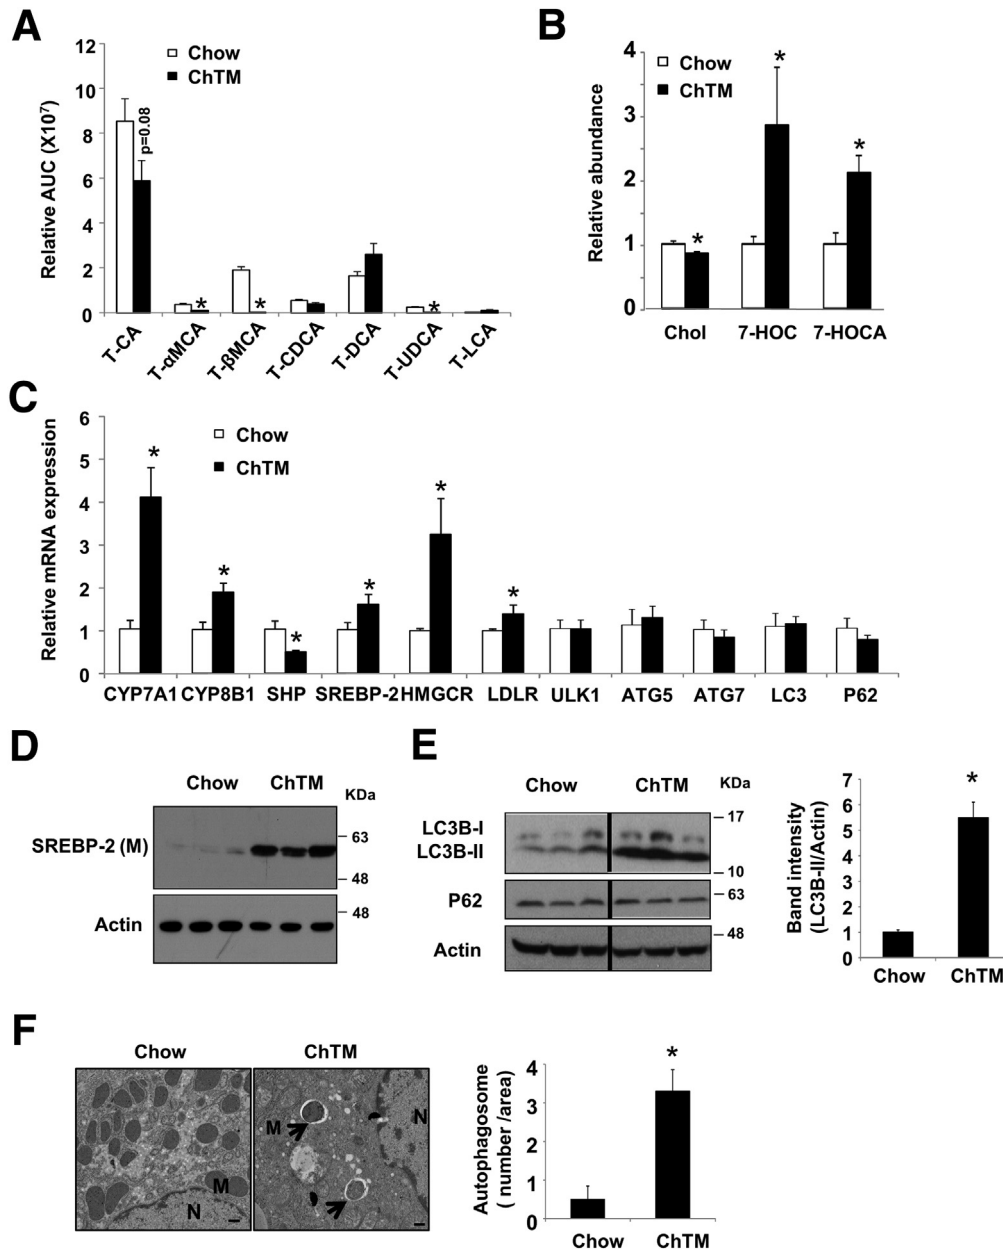 A
Relative AUC (X10⁷)
12
10
8
6
4
2
0
Chow
ChTM
p=0.08
*
*
*
T-CA
T-αMCA
T-βMCA
T-CDCA
T-DCA
T-UDCA
T-LCA
B
Relative abundance
4
3
2
1
0
Chow
ChTM
*
*
*
Chol
7-HOC
7-HOCA
C
Relative mRNA expression
6
5
4
3
2
1
0
Chow
ChTM
*
*
*
*
*
*
CYP7A1
CYP8B1
SHP
SREBP-2
HMGCR
LDLR
ULK1
ATG5
ATG7
LC3
P62
D
Chow
ChTM
KDa
SREBP-2 (M)
63
48
Actin
48
E
Chow
ChTM
KDa
LC3B-I
17
LC3B-II
10
P62
63
Actin
48
Band intensity
(LC3B-II/Actin)
7
6
5
4
3
2
1
0
*
Chow
ChTM
F
Chow
ChTM
M
N
M
N
Autophagosome
( number /area)
4
3
2
1
0
*
Chow
ChTM